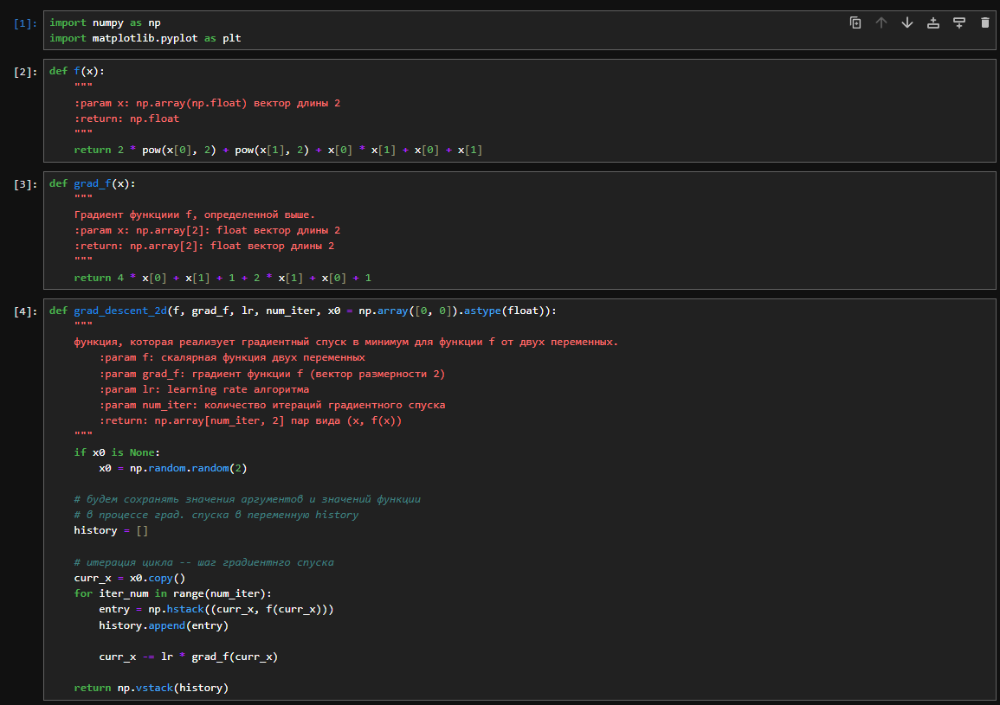 [1]:
import numpy as np
import matplotlib.pyplot as plt
[2]:
def f(x):
"""
:param x: np.array(np.float) вектор длины 2
:return: np.float
"""
return 2 * pow(x[0], 2) + pow(x[1], 2) + x[0] * x[1] + x[0] + x[1]
[3]:
def grad_f(x):
"""
Градиент функциии f, определенной выше.
:param x: np.array[2]: float вектор длины 2
:return: np.array[2]: float вектор длины 2
"""
return 4 * x[0] + x[1] + 1 + 2 * x[1] + x[0] + 1
[4]:
def grad_descent_2d(f, grad_f, lr, num_iter, x0 = np.array([0, 0]).astype(float)):
"""
функция, которая реализует градиентный спуск в минимум для функции f от двух переменных.
:param f: скалярная функция двух переменных
:param grad_f: градиент функции f (вектор размерности 2)
:param lr: learning rate алгоритма
:param num_iter: количество итераций градиентного спуска
:return: np.array[num_iter, 2] пар вида (x, f(x))
"""
if x0 is None:
x0 = np.random.random(2)
# будем сохранять значения аргументов и значений функции
# в процессе град. спуска в переменную history
history = []
# итерация цикла -- шаг градиентнго спуска
curr_x = x0.copy()
for iter_num in range(num_iter):
entry = np.hstack((curr_x, f(curr_x)))
history.append(entry)
curr_x -= lr * grad_f(curr_x)
return np.vstack(history)